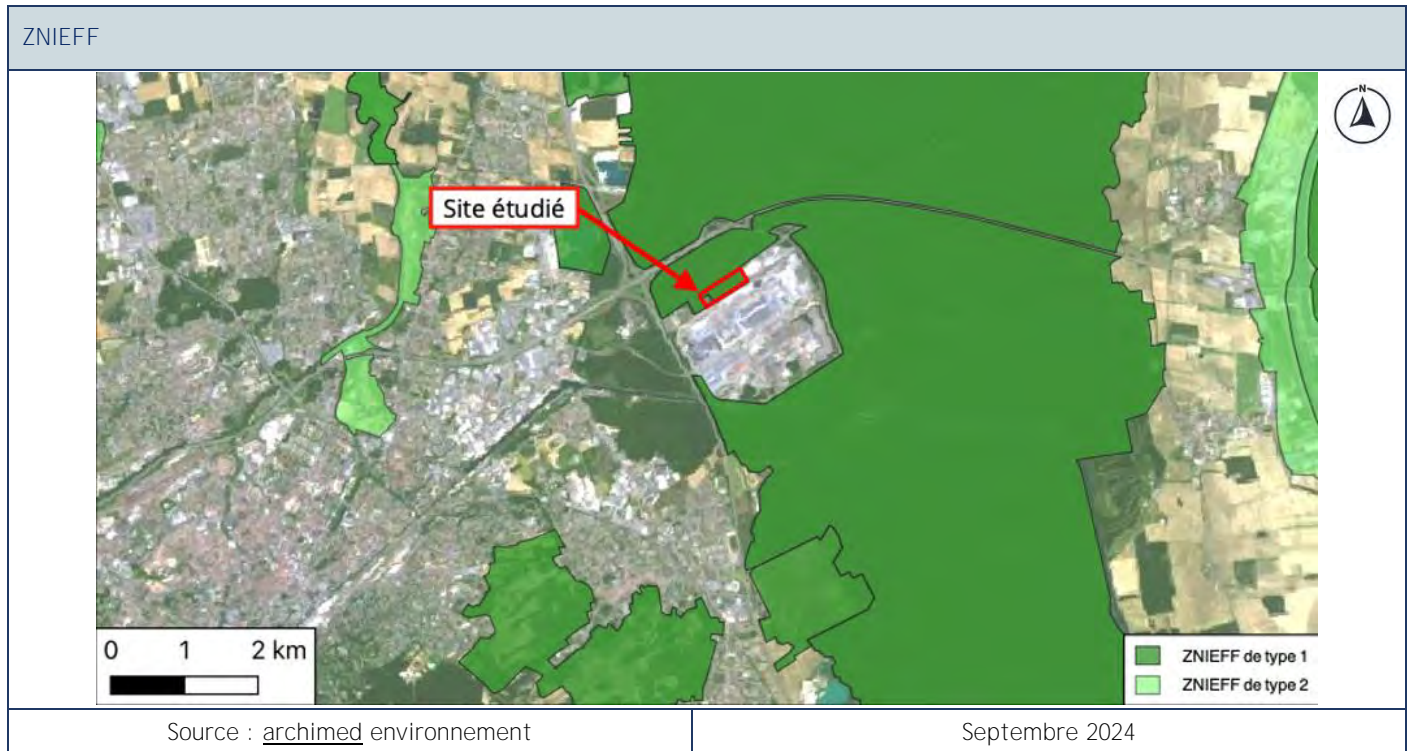 ZNIEFF
N
Site étudié
0 1 2 km
ZNIEFF de type 1
ZNIEFF de type 2
Source : archimed environnement
Septembre 2024